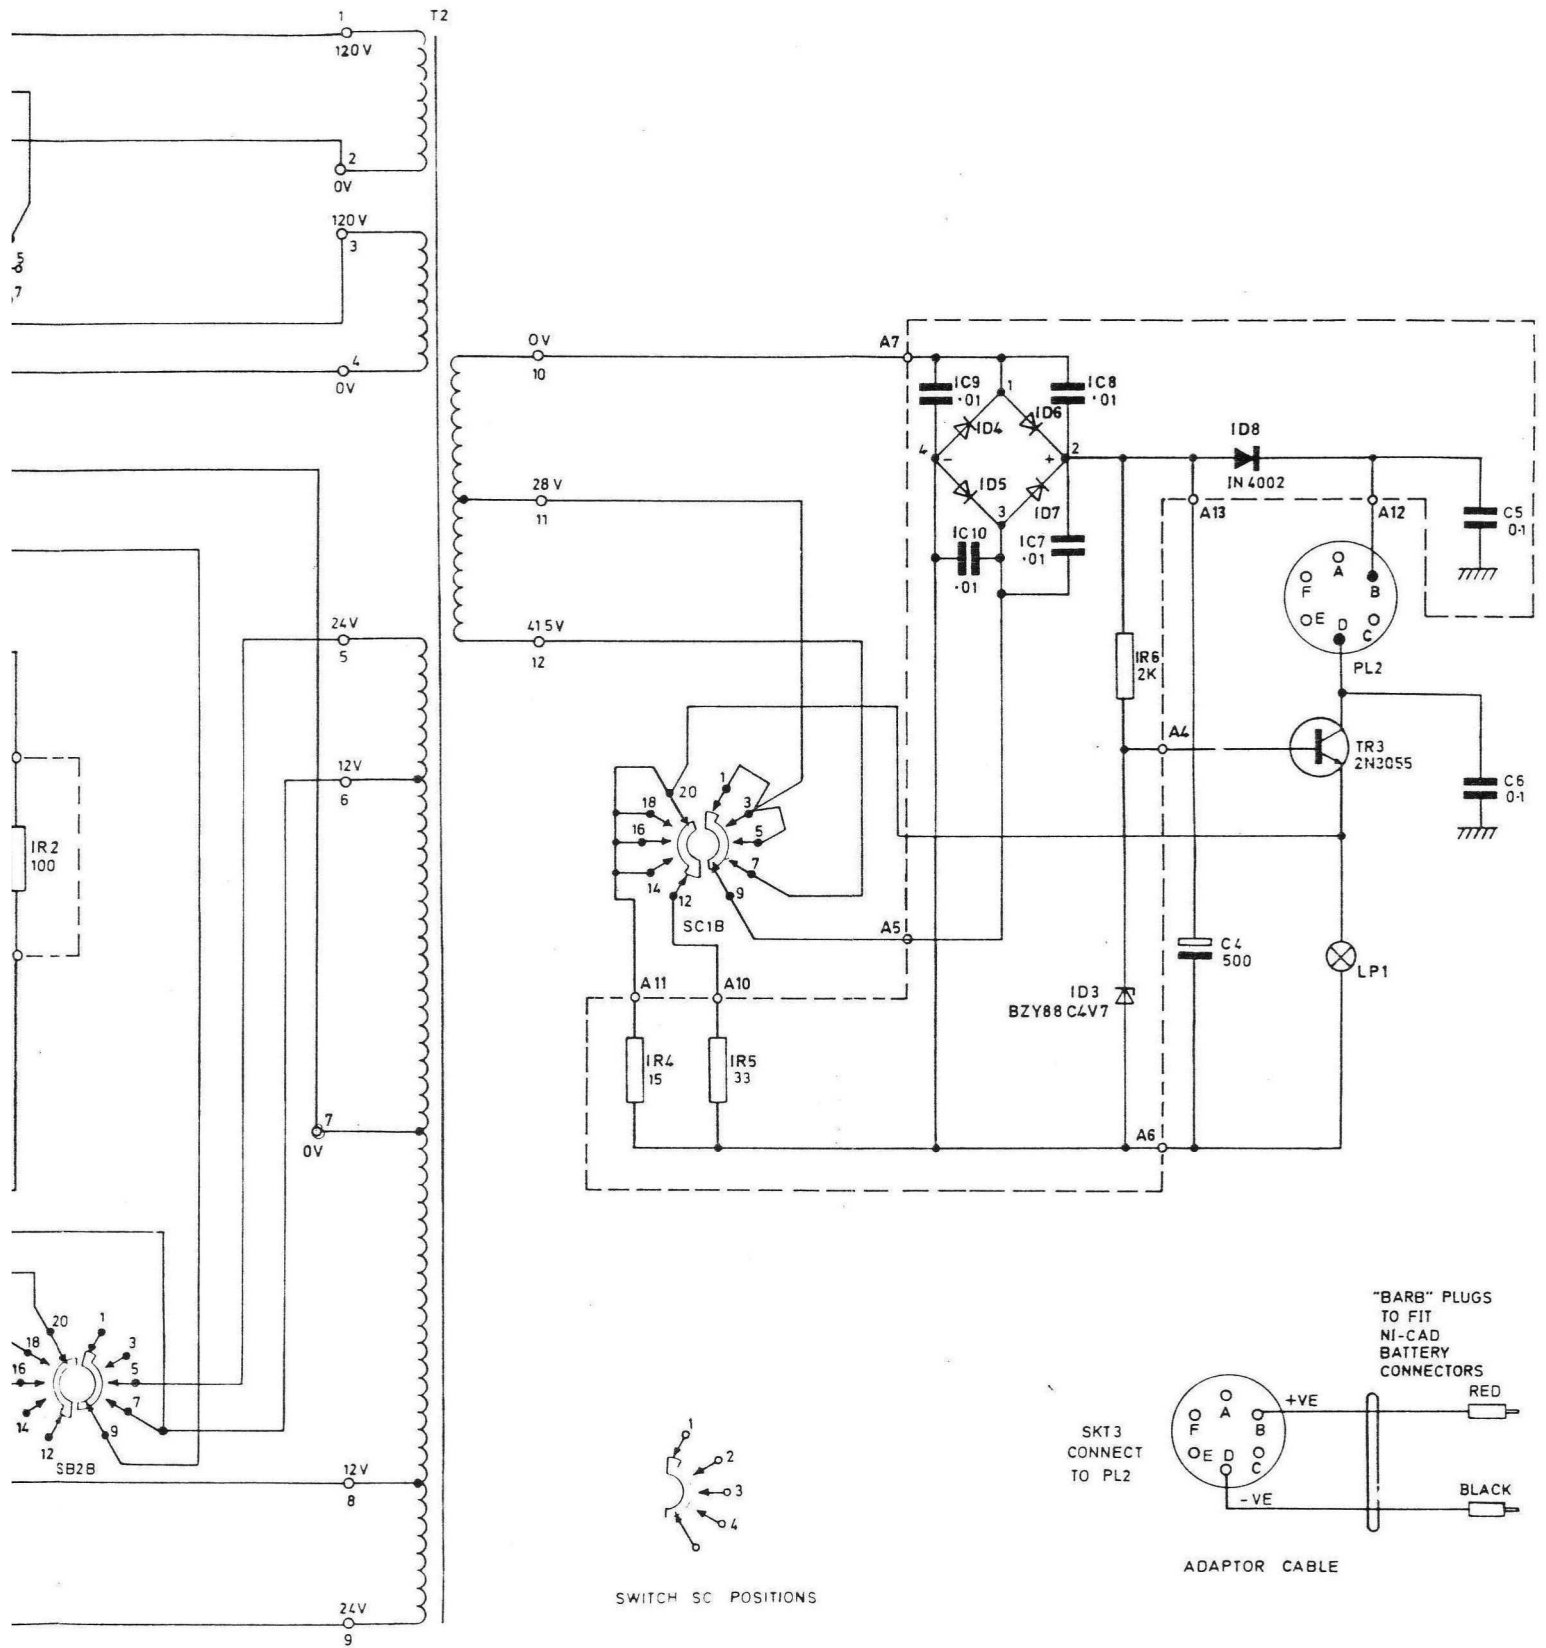 1
T2
120 V
2
0V
120 V
3
5
7
4
0V
0V
10
A7
IC9
·01
1
IC8
·01
ID4
ID6
4
-
+
2
ID8
IN 4002
28 V
11
ID5
3
ID7
A13
A12
C5
0·1
IC10
·01
IC7
·01
A
F
B
E
D
C
PL2
24V
5
415V
12
IR6
2K
A4
TR3
2N3055
12V
6
C6
0·1
20
1
18
3
16
5
14
7
12
9
SC1B
IR2
100
A5
C4
500
LP1
A11
A10
ID3
BZY88 C4V7
IR4
15
IR5
33
7
0V
A6
20
1
18
3
16
5
14
7
12
9
SB2B
12V
8
24V
9
1
2
3
4
SWITCH SC POSITIONS
"BARB" PLUGS
TO FIT
NI-CAD
BATTERY
CONNECTORS
RED
+VE
A
F
B
E
D
C
SKT3
CONNECT
TO PL2
-VE
BLACK
ADAPTOR CABLE